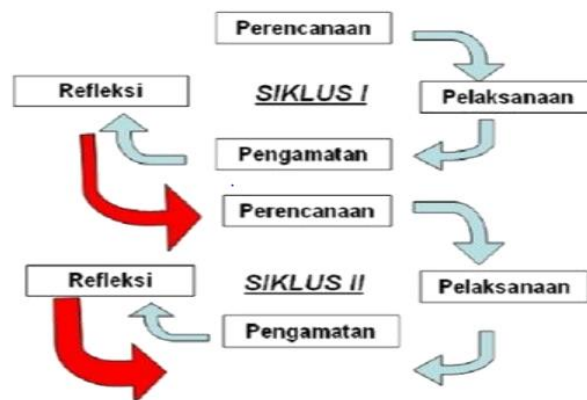 Perencanaan
Refleksi
SIKLUS I
Pelaksanaan
Pengamatan
Perencanaan
Refleksi
SIKLUS II
Pelaksanaan
Pengamatan